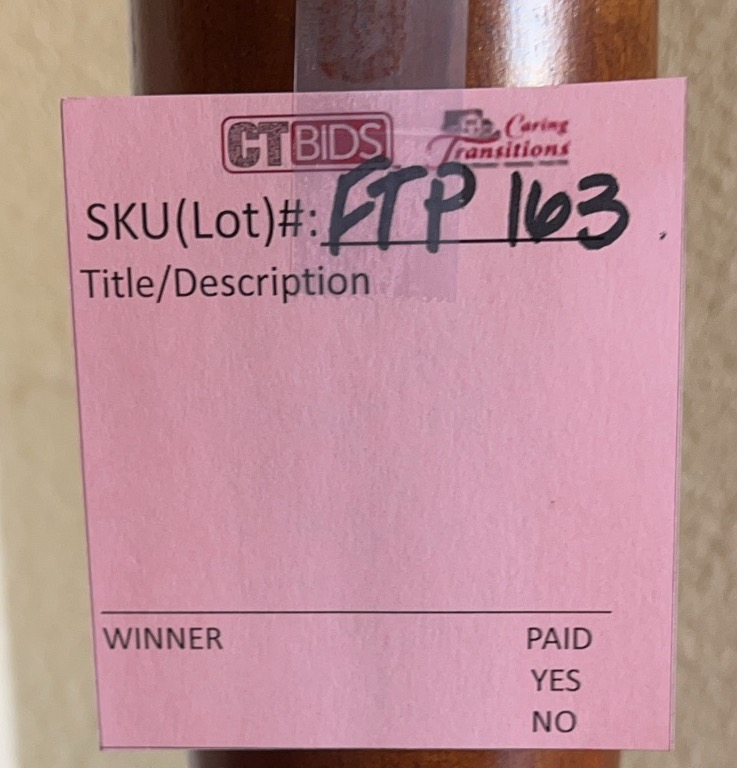 CTBIDS Caring Transitions
SKU(Lot)#: FTP 163
Title/Description
WINNER PAID
YES
NO